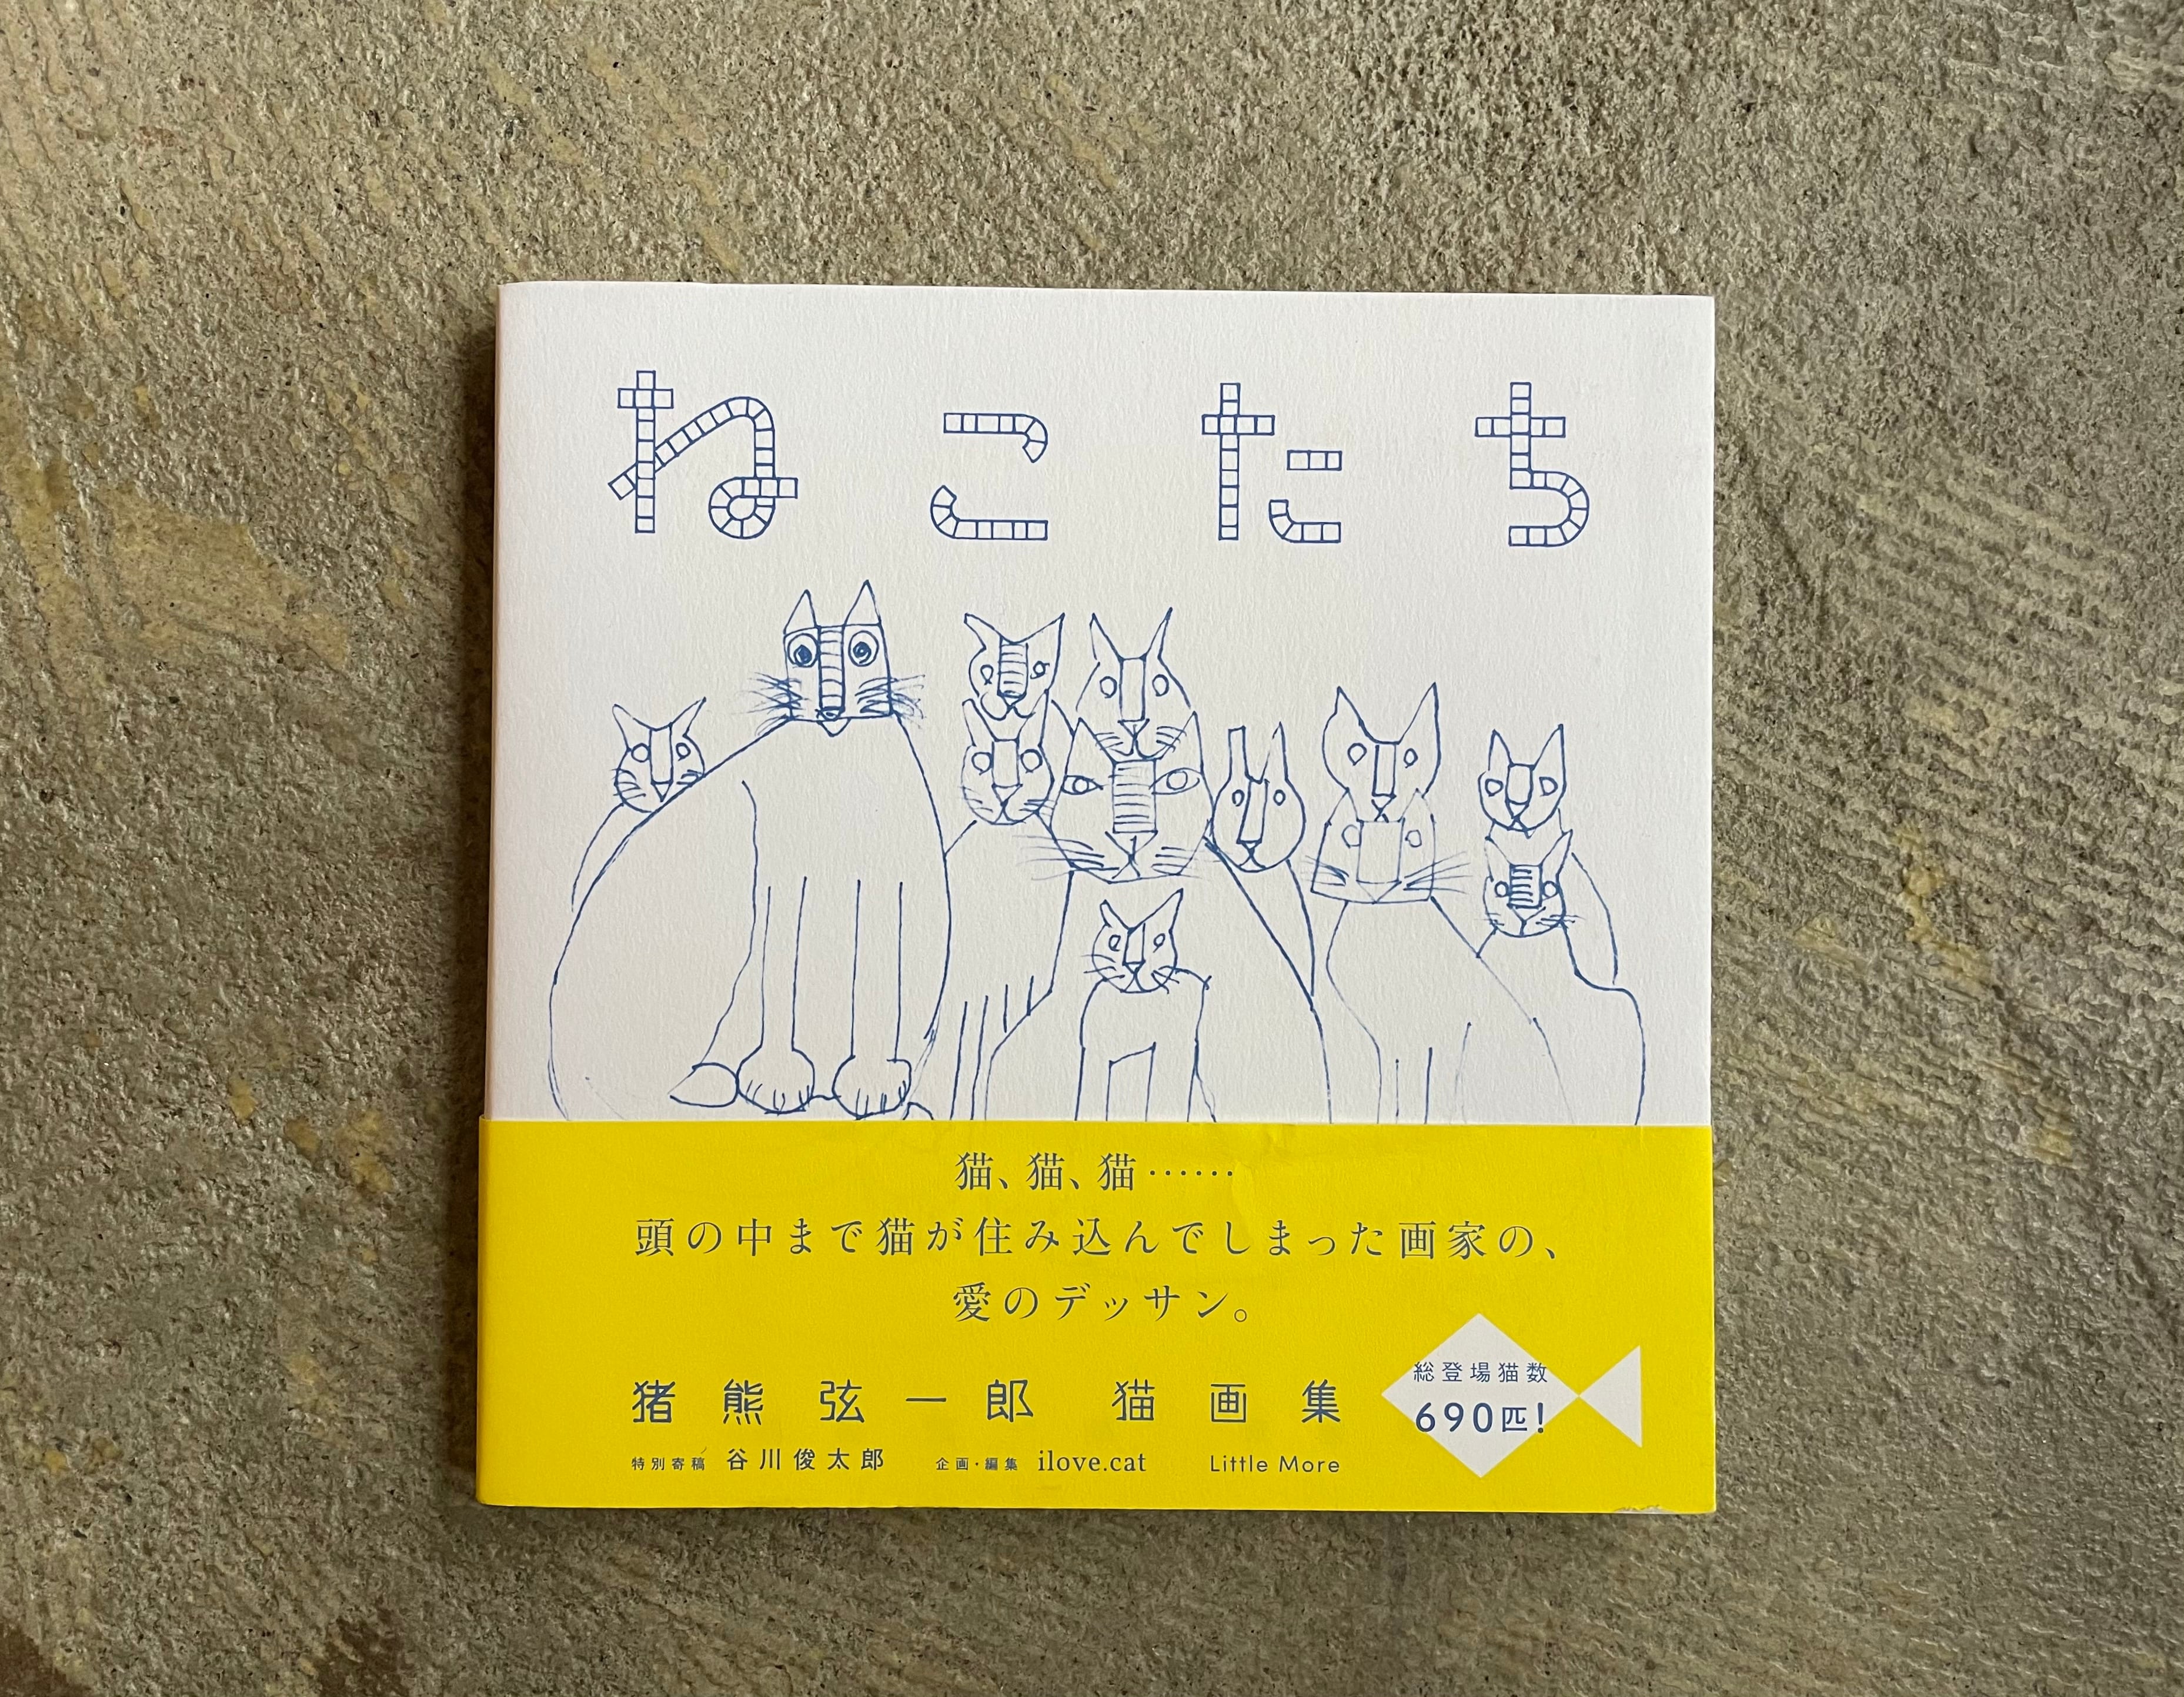 ねこたち
猫、猫、猫……
頭の中まで猫が住み込んでしまった画家の、
愛のデッサン。
猪熊弦一郎 猫画集
総登場猫数
690匹!
特別寄稿 谷川俊太郎 企画・編集 ilove.cat Little More